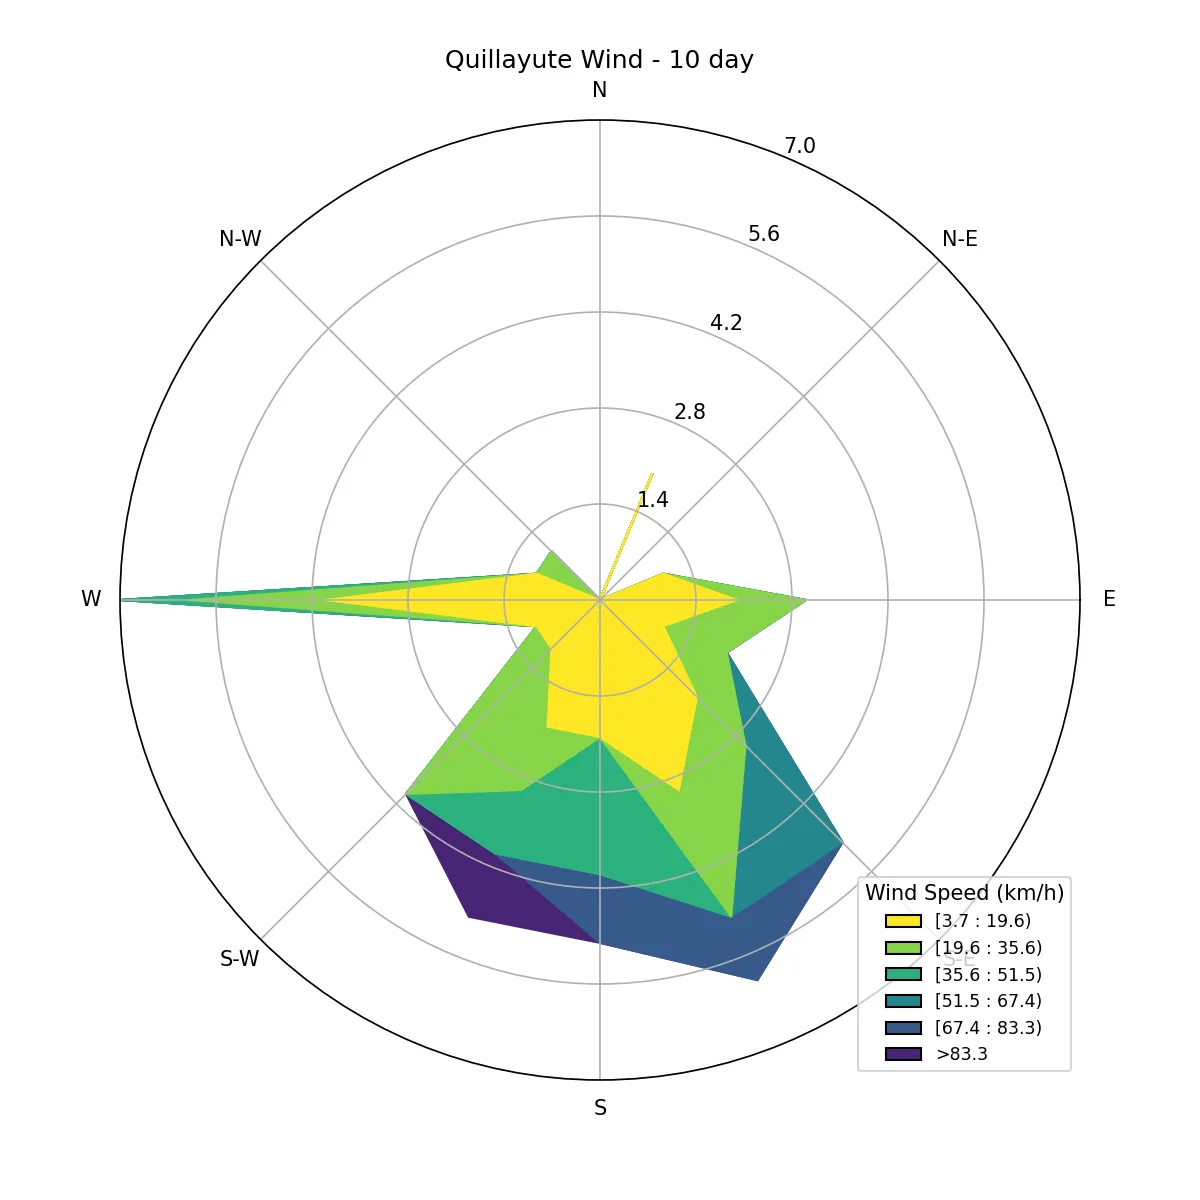 Quillayute Wind - 10 day
N
7.0
N-W
5.6
N-E
4.2
2.8
1.4
W
E
Wind Speed (km/h)
[3.7 : 19.6)
[19.6 : 35.6)
S-W
S-E
[35.6 : 51.5)
[51.5 : 67.4)
[67.4 : 83.3)
>83.3
S